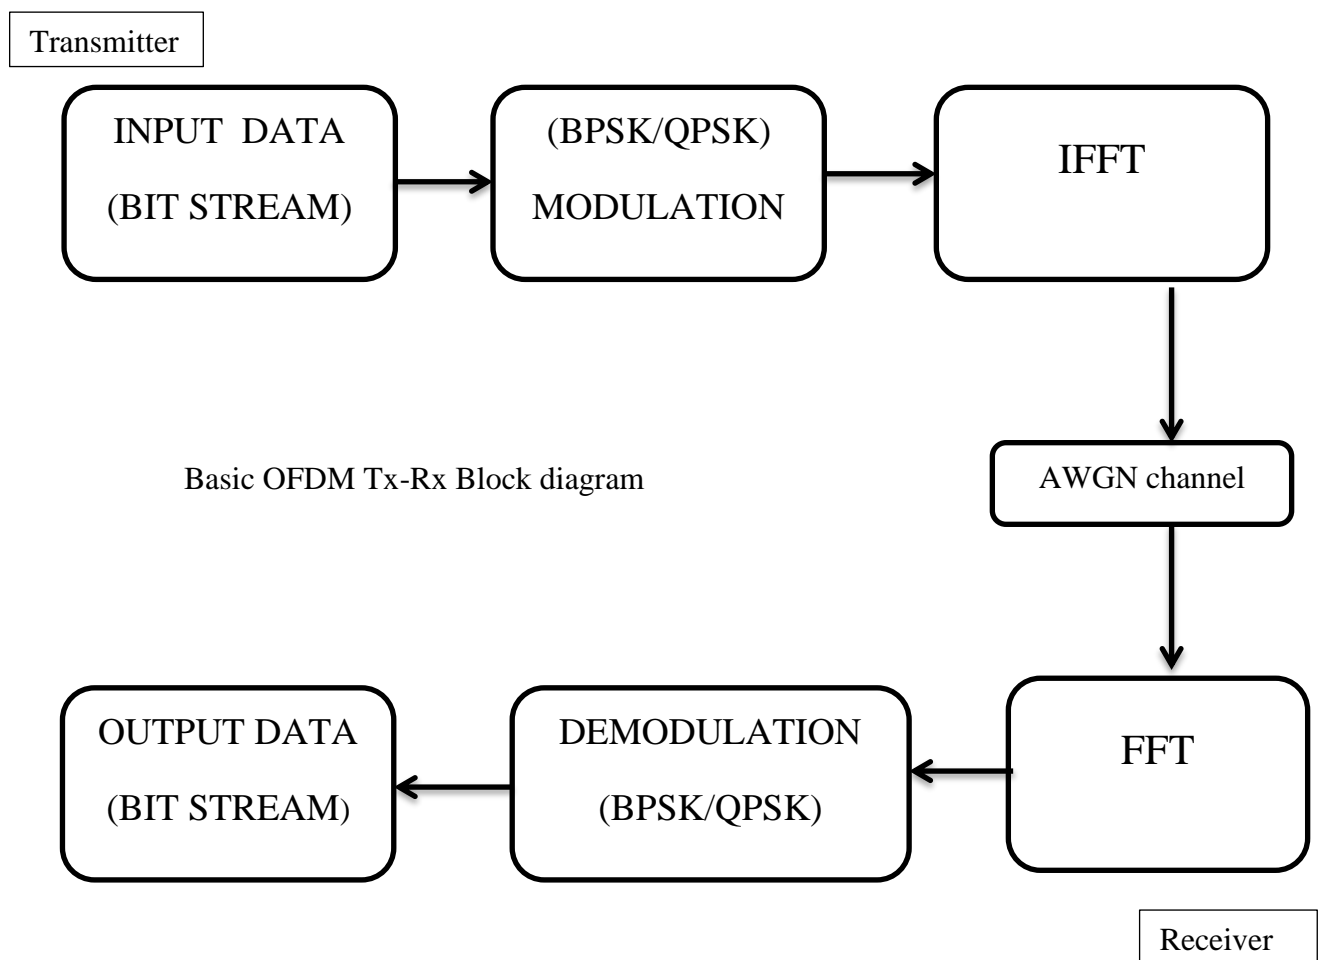 Transmitter
INPUT DATA
(BIT STREAM)
(BPSK/QPSK)
MODULATION
IFFT
Basic OFDM Tx-Rx Block diagram
AWGN channel
OUTPUT DATA
(BIT STREAM)
DEMODULATION
(BPSK/QPSK)
FFT
Receiver